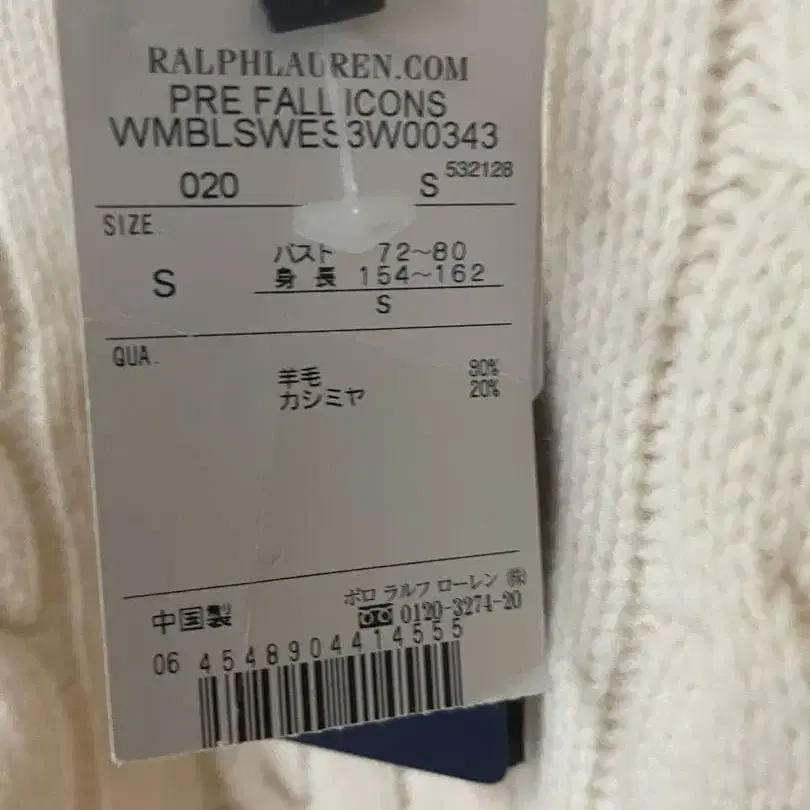 RALPHLAUREN.COM
PRE FALL ICONS
WMBLSWES3W00343
020 S 532128
SIZE
S バスト 72~80
身 長 154~162
S
QUA.
羊毛 80%
カシミヤ 20%
ポロ ラルフ ローレン ㈱
中国製 0120-3274-20
06 4548904414555